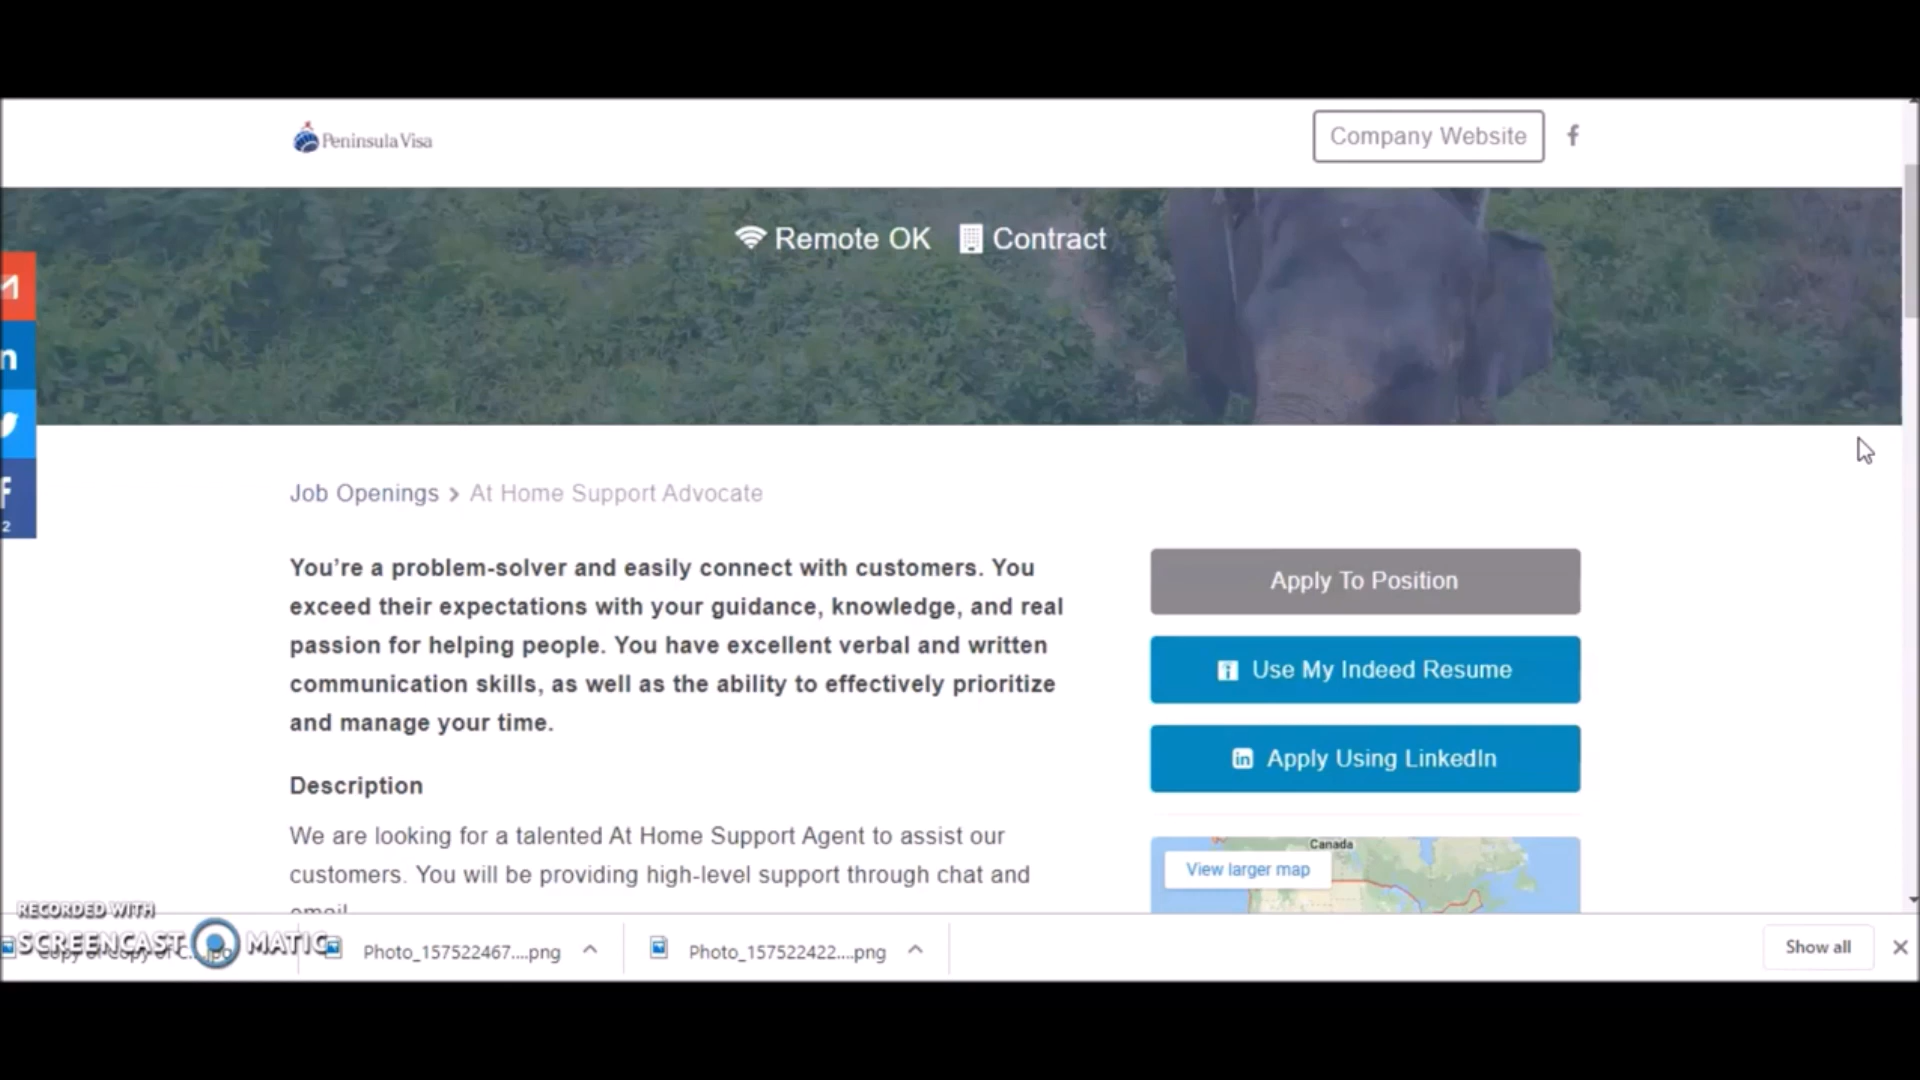 Peninsula Visa
Company Website
Remote OK Contract
Job Openings > At Home Support Advocate
You’re a problem-solver and easily connect with customers. You
exceed their expectations with your guidance, knowledge, and real
passion for helping people. You have excellent verbal and written
communication skills, as well as the ability to effectively prioritize
and manage your time.
Description
We are looking for a talented At Home Support Agent to assist our
customers. You will be providing high-level support through chat and
email
Apply To Position
Use My Indeed Resume
in Apply Using LinkedIn
Canada
View larger map
2
RECORDED WITH
SCREENCAST MATIC
Photo_157522467....png
Photo_157522422....png
Show all